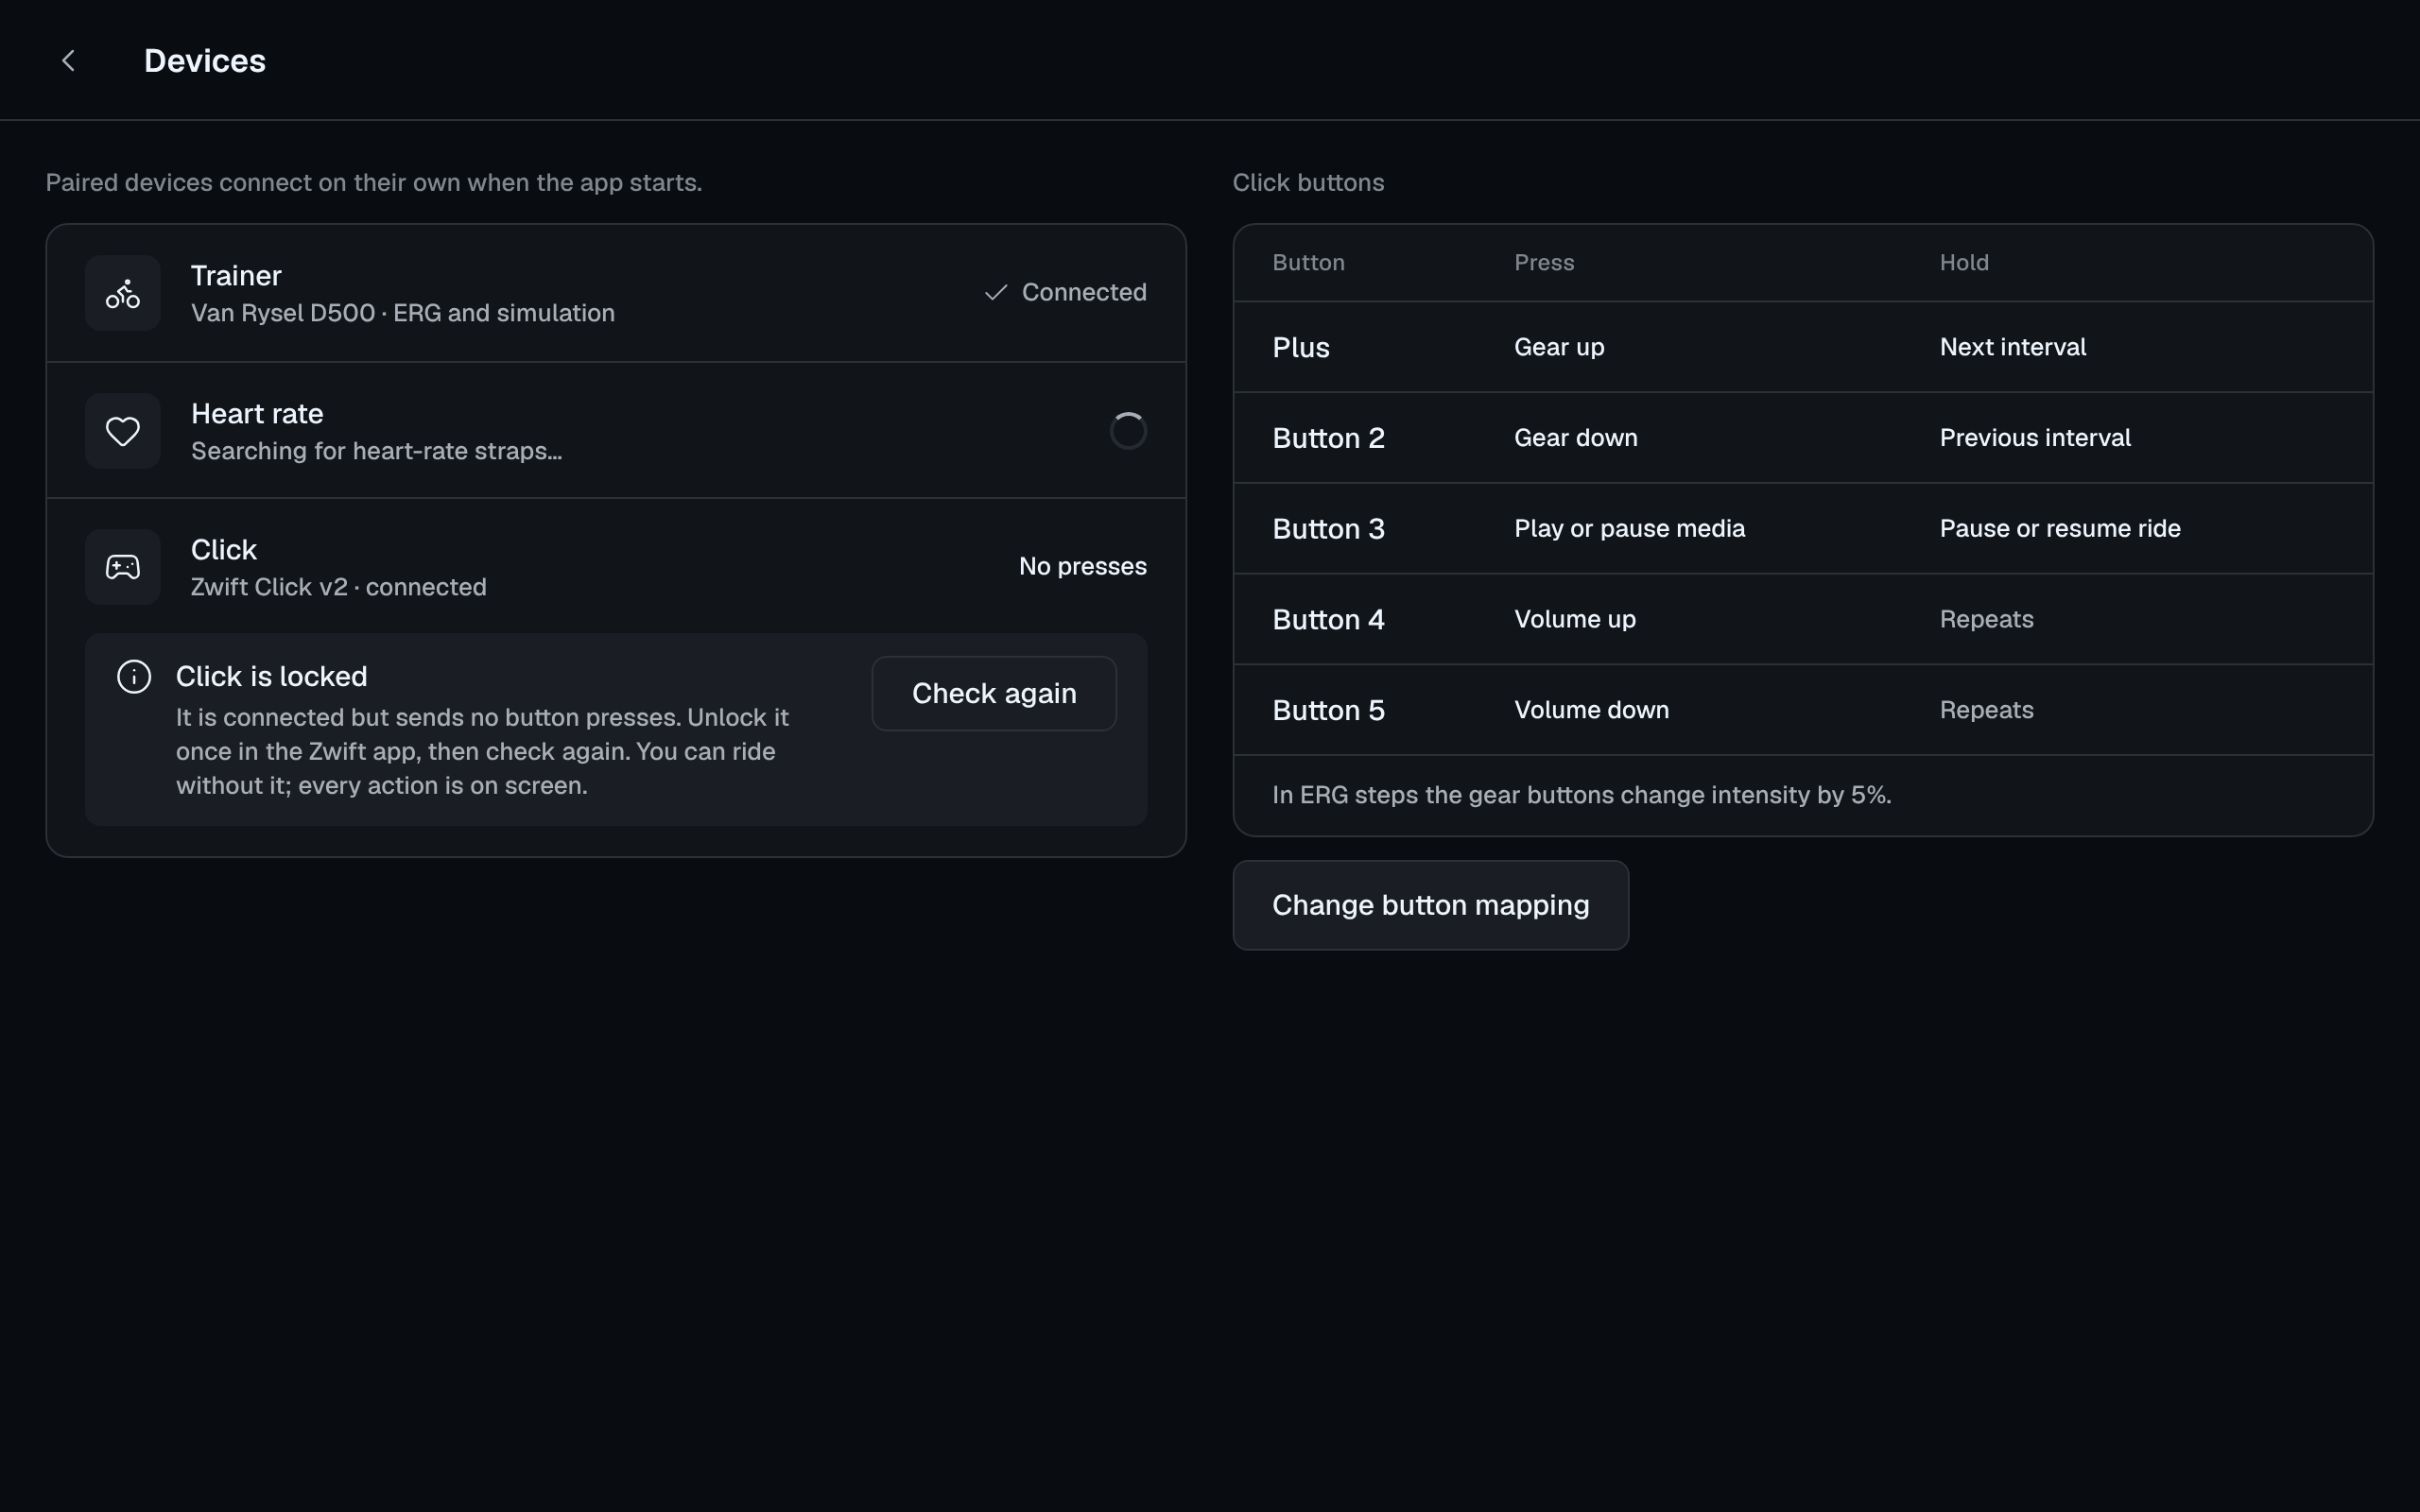 Devices
Paired devices connect on their own when the app starts.
Trainer
Van Rysel D500 · ERG and simulation
Connected
Heart rate
Searching for heart-rate straps...
Click
Zwift Click v2 · connected
No presses
Click is locked
It is connected but sends no button presses. Unlock it
once in the Zwift app, then check again. You can ride
without it; every action is on screen.
Check again
Click buttons
Button Press Hold
Plus Gear up Next interval
Button 2 Gear down Previous interval
Button 3 Play or pause media Pause or resume ride
Button 4 Volume up Repeats
Button 5 Volume down Repeats
In ERG steps the gear buttons change intensity by 5%.
Change button mapping